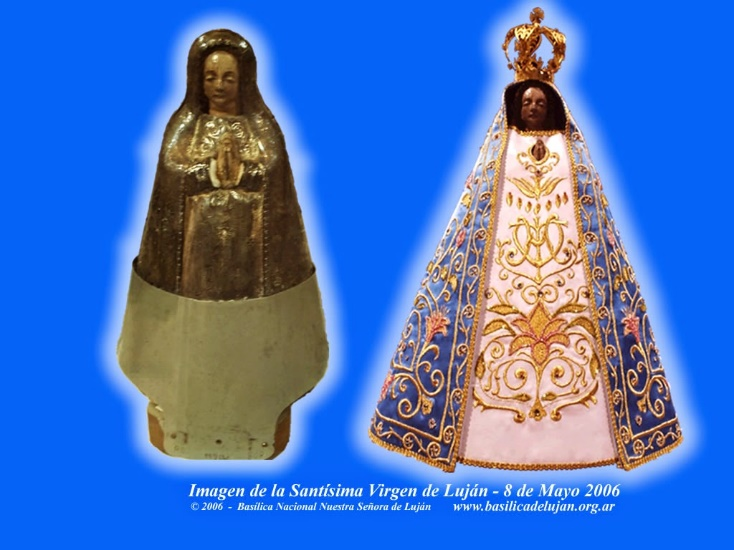 Imagen de la Santísima Virgen de Luján - 8 de Mayo 2006
© 2006 - Basílica Nacional Nuestra Señora de Luján www.basilicadelujan.org.ar